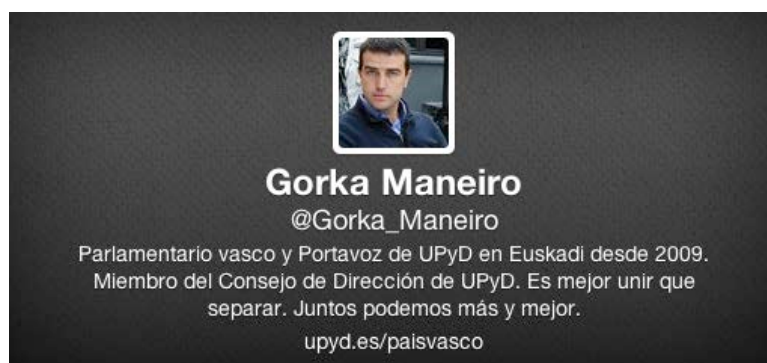 Gorka Maneiro
@Gorka_Maneiro
Parlamentario vasco y Portavoz de UPyD en Euskadi desde 2009.
Miembro del Consejo de Dirección de UPyD. Es mejor unir que
separar. Juntos podemos más y mejor.
upyd.es/paisvasco